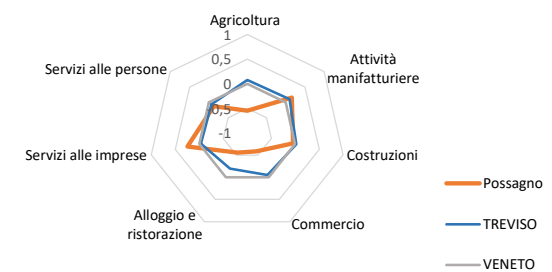 Agricoltura
1
0,5
0
-0,5
-1
Attività
manifatturiere
Servizi alle persone
Servizi alle imprese
Costruzioni
Alloggio e
ristorazione
Commercio
Possagno
TREVISO
VENETO